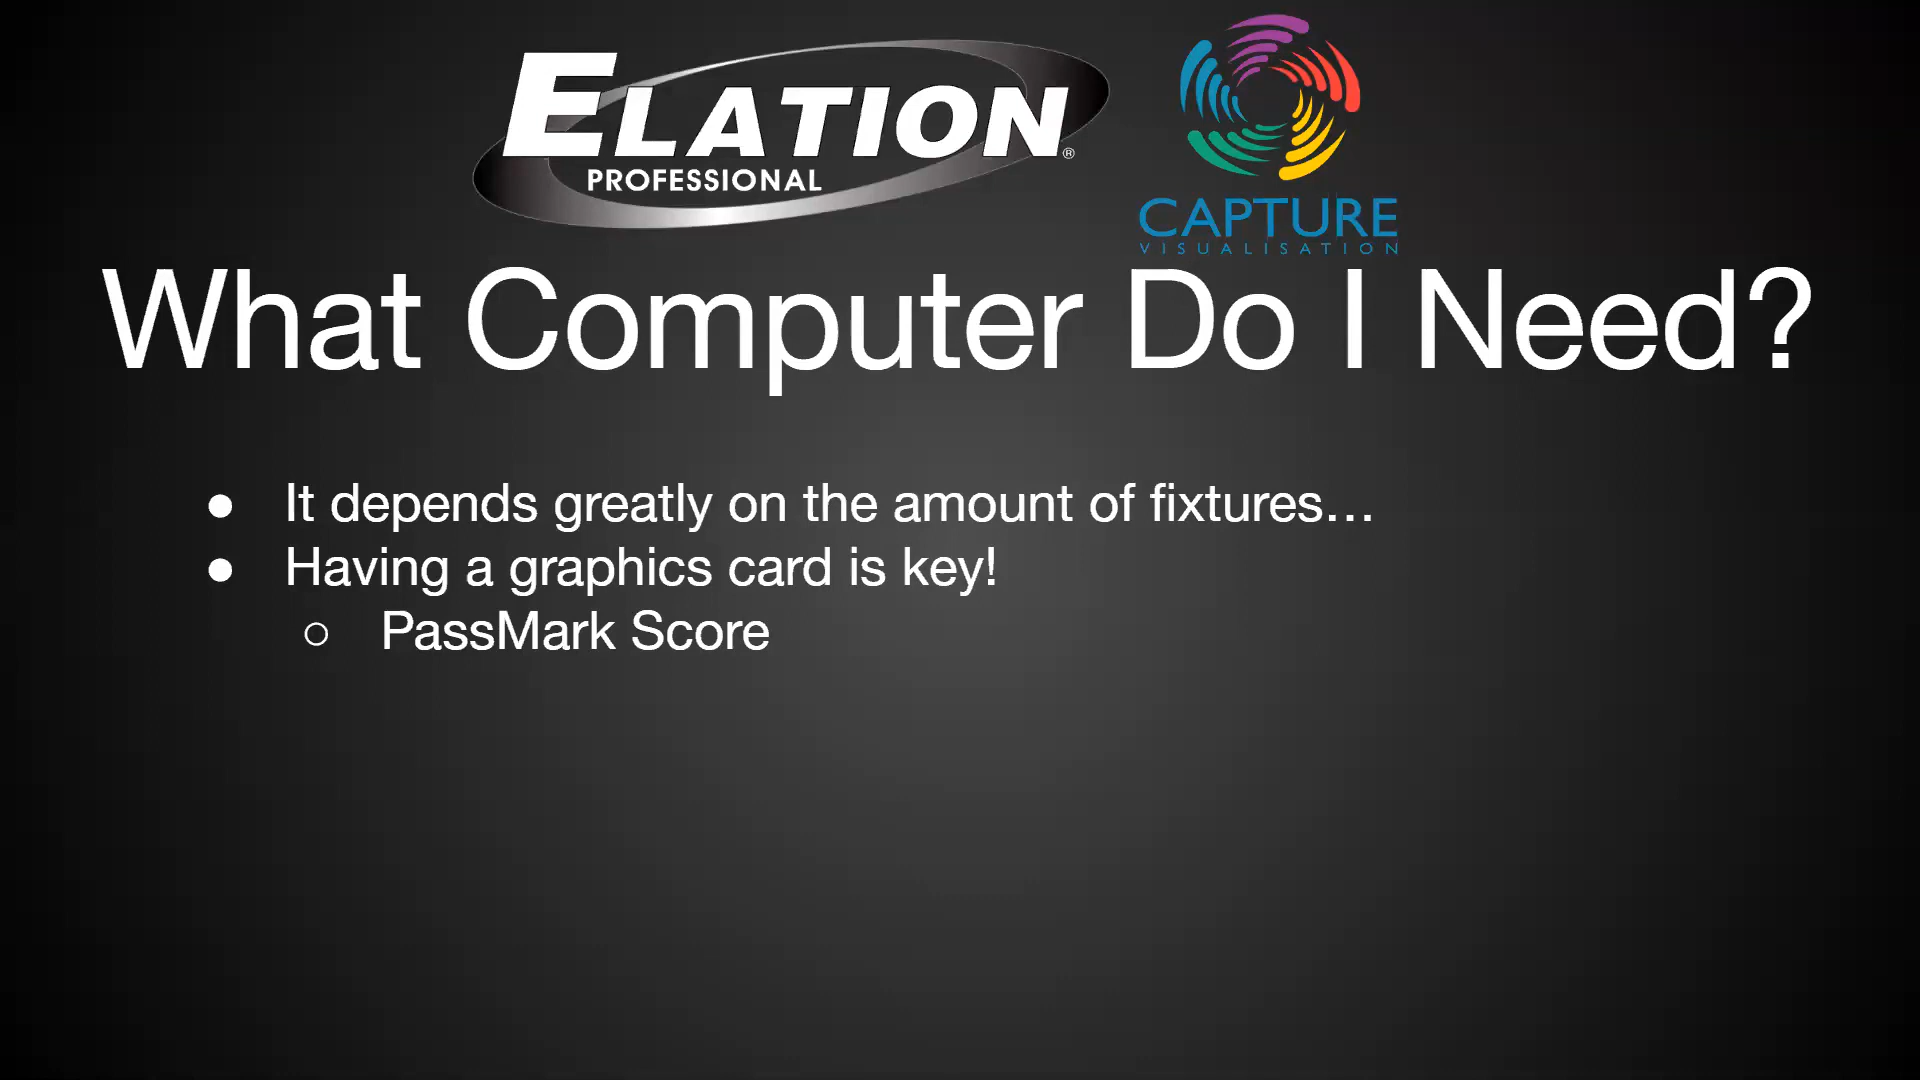 ELATION®
PROFESSIONAL
CAPTURE
VISUALISATION
What Computer Do I Need?
● It depends greatly on the amount of fixtures…
● Having a graphics card is key!
○ PassMark Score